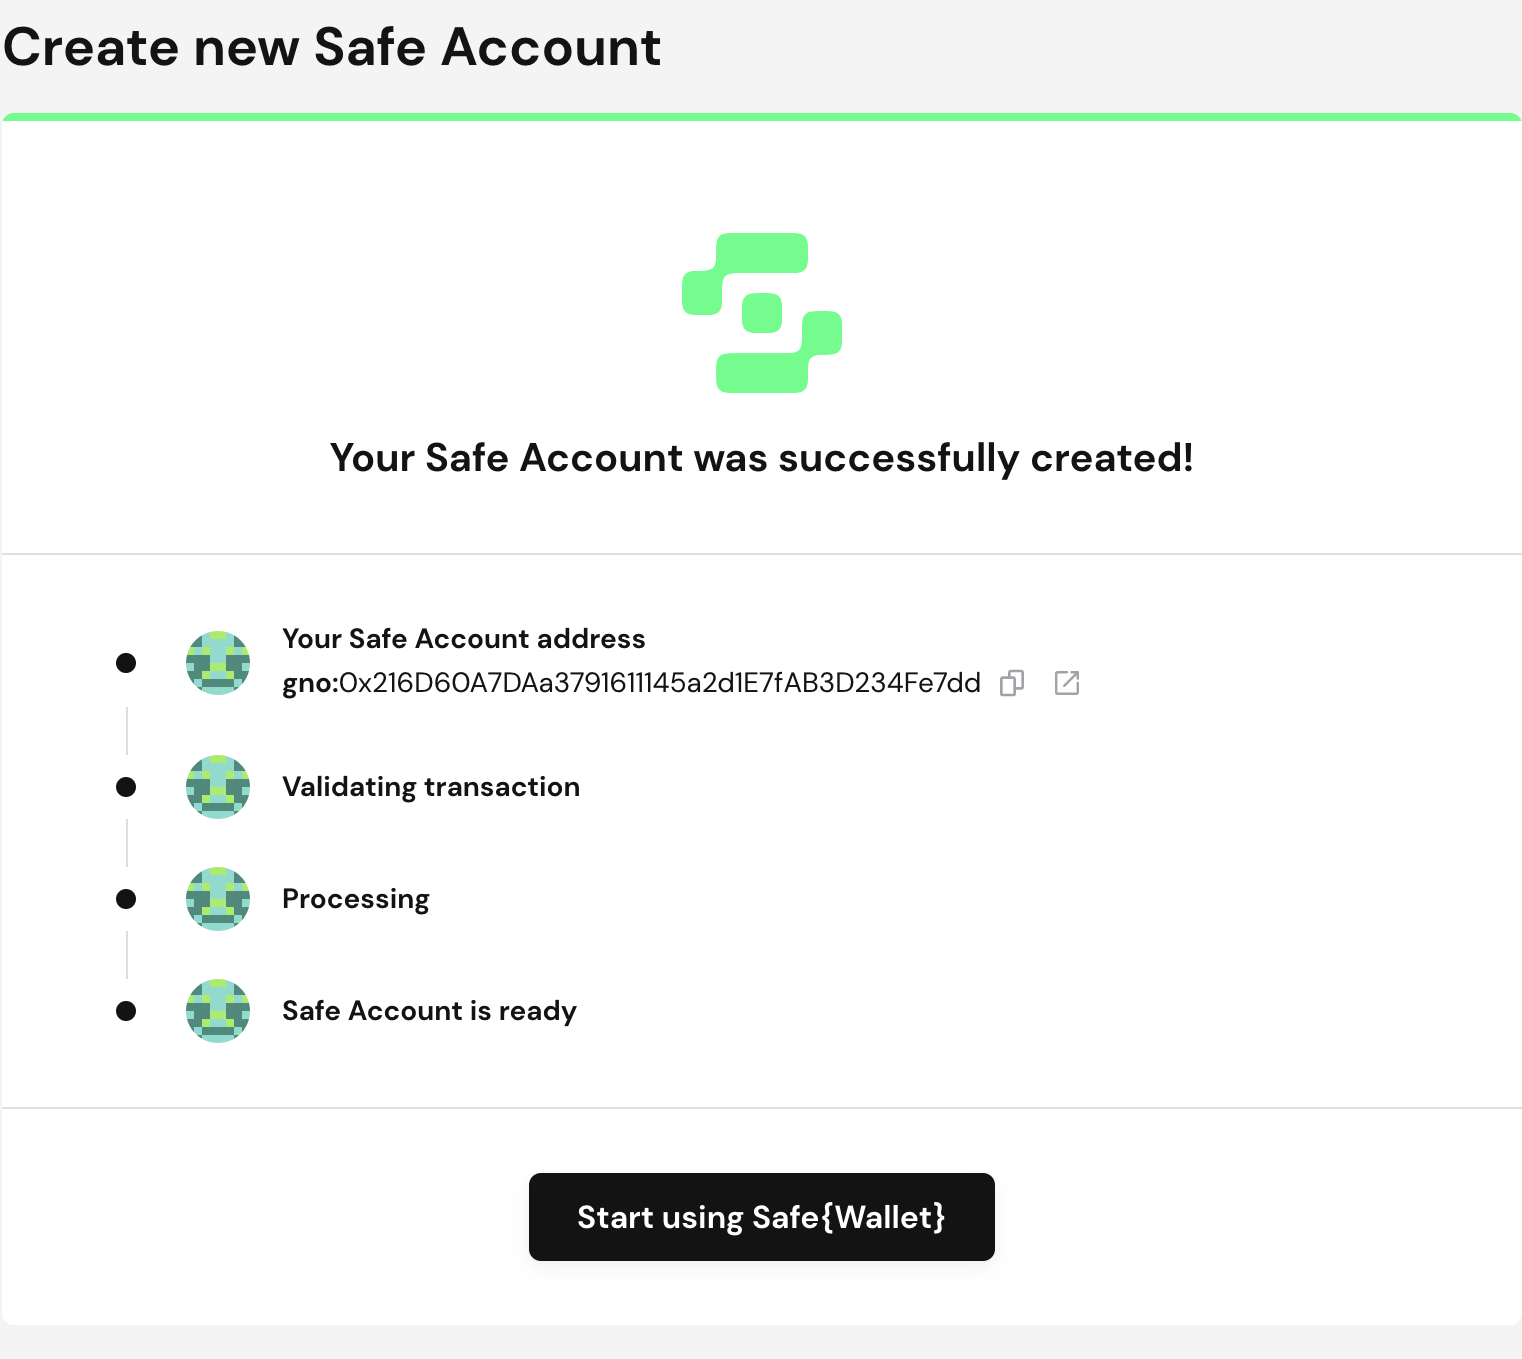 Create new Safe Account
Your Safe Account was successfully created!
Your Safe Account address
gno:0x216D60A7DAa3791611145a2d1E7fAB3D234Fe7dd
Validating transaction
Processing
Safe Account is ready
Start using Safe{Wallet}